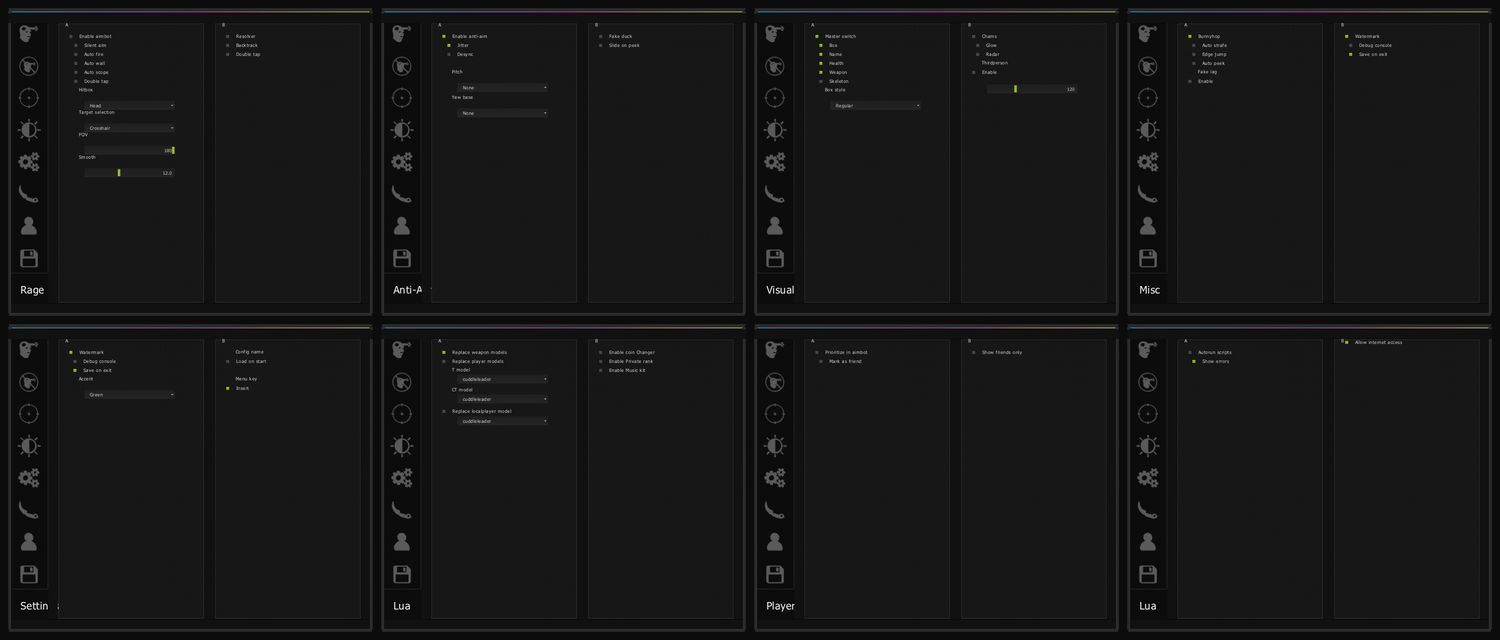 A
Enable aimbot
Silent aim
Auto fire
Auto wall
Auto scope
Double tap
Hitbox
Head
Target selection
Crosshair
FOV
180
Smooth
12.0
B
Resolver
Backtrack
Double tap
Rage
A
Enable anti-aim
Jitter
Desync
Pitch
None
Yaw base
None
B
Fake duck
Slide on peek
Anti-A
A
Master switch
Box
Name
Health
Weapon
Skeleton
Box style
Regular
B
Chams
Glow
Radar
Thirdperson
Enable
120
Visual
A
Bunnyhop
Auto strafe
Edge jump
Auto peek
Fake lag
Enable
B
Watermark
Debug console
Save on exit
Misc
A
Watermark
Debug console
Save on exit
Accent
Green
B
Config name
Load on start
Menu key
Insert
Settin
A
Replace weapon models
Replace player models
T model
cuddleleader
CT model
cuddleleader
Replace localplayer model
cuddleleader
B
Enable coin Changer
Enable Private rank
Enable Music kit
Lua
A
Prioritize in aimbot
Mark as friend
B
Show friends only
Player
A
Autorun scripts
Show errors
B
Allow internet access
Lua